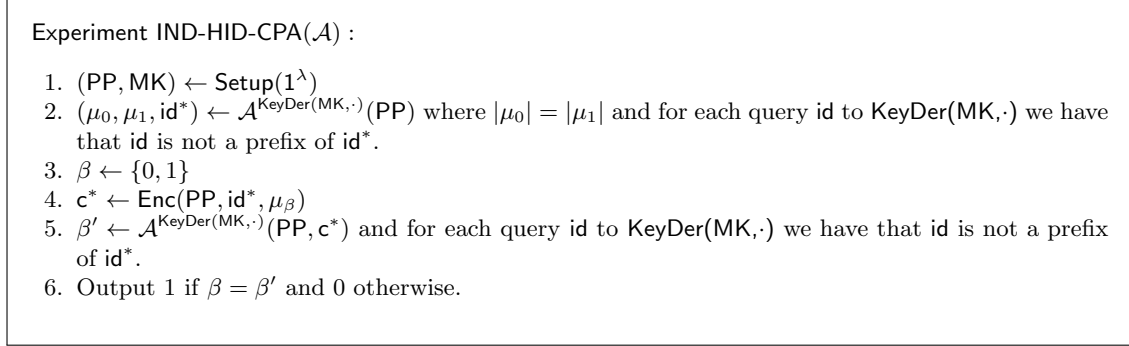 Experiment IND-HID-CPA(𝒜) :
1. (PP, MK) ← Setup(1^λ)
2. (μ₀, μ₁, id*) ← 𝒜^KeyDer(MK,·)(PP) where |μ₀| = |μ₁| and for each query id to KeyDer(MK,·) we have
that id is not a prefix of id*.
3. β ← {0, 1}
4. c* ← Enc(PP, id*, μ_β)
5. β′ ← 𝒜^KeyDer(MK,·)(PP, c*) and for each query id to KeyDer(MK,·) we have that id is not a prefix
of id*.
6. Output 1 if β = β′ and 0 otherwise.